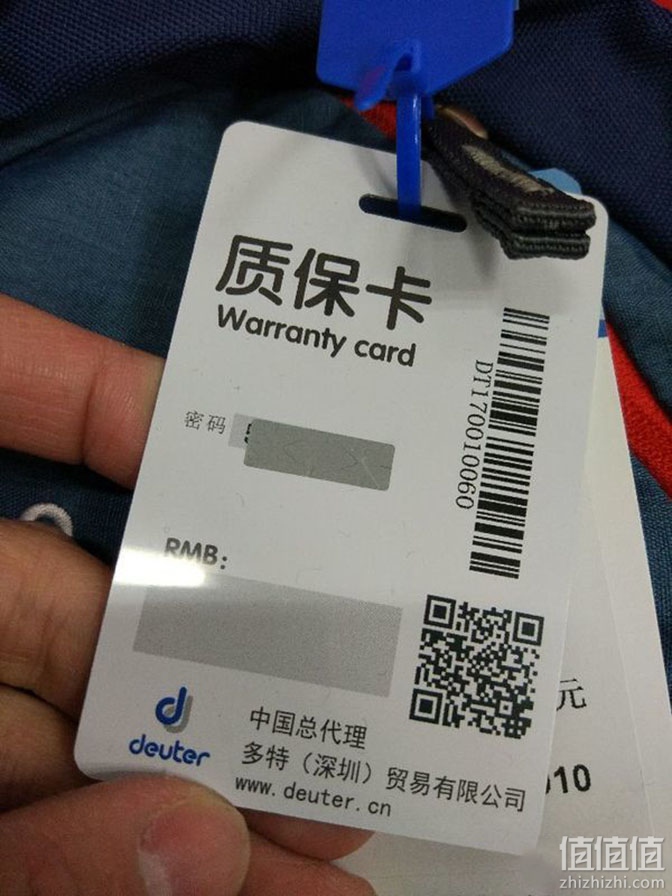 质保卡
Warranty card
DT170010060
密码
RMB:
deuter
中国总代理
多特（深圳）贸易有限公司
www.deuter.cn
元
010
值值值
zhizhizhi.com